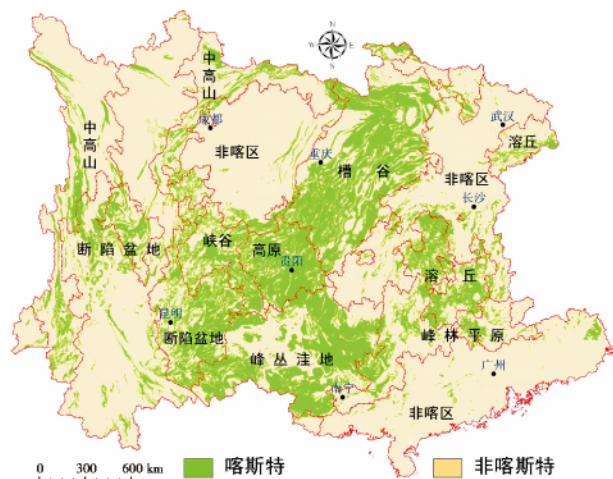 N
W E
S
中高山
中高山
成都
非喀区
重庆
槽 谷
武汉
溶丘
非喀区
长沙
断陷盆地
峡谷
高原
贵阳
溶 丘
昆明
断陷盆地
峰丛洼地
峰林平原
广州
南宁
非喀区
0 300 600 km
喀斯特
非喀斯特